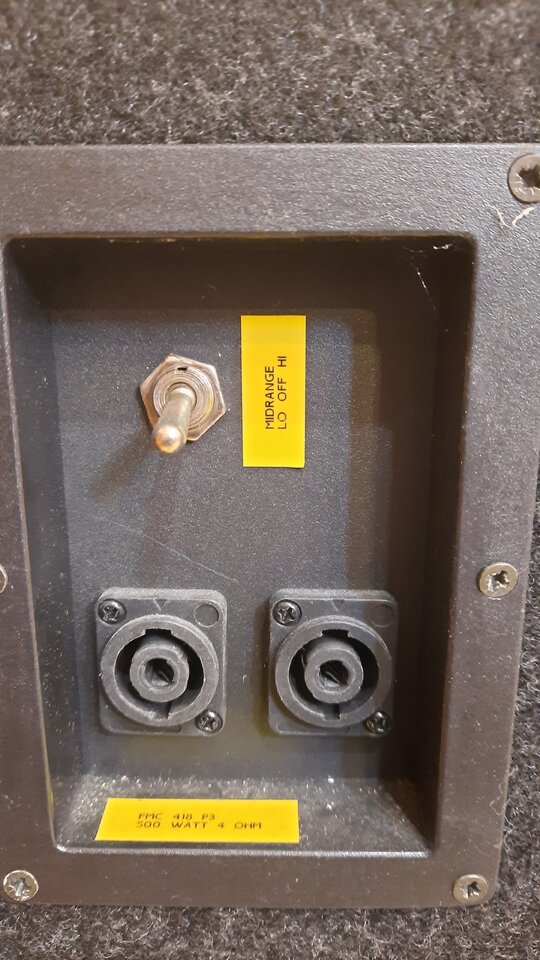 MIDRANGE
LO OFF HI
FMC 418 P3
500 WATT 4 OHM